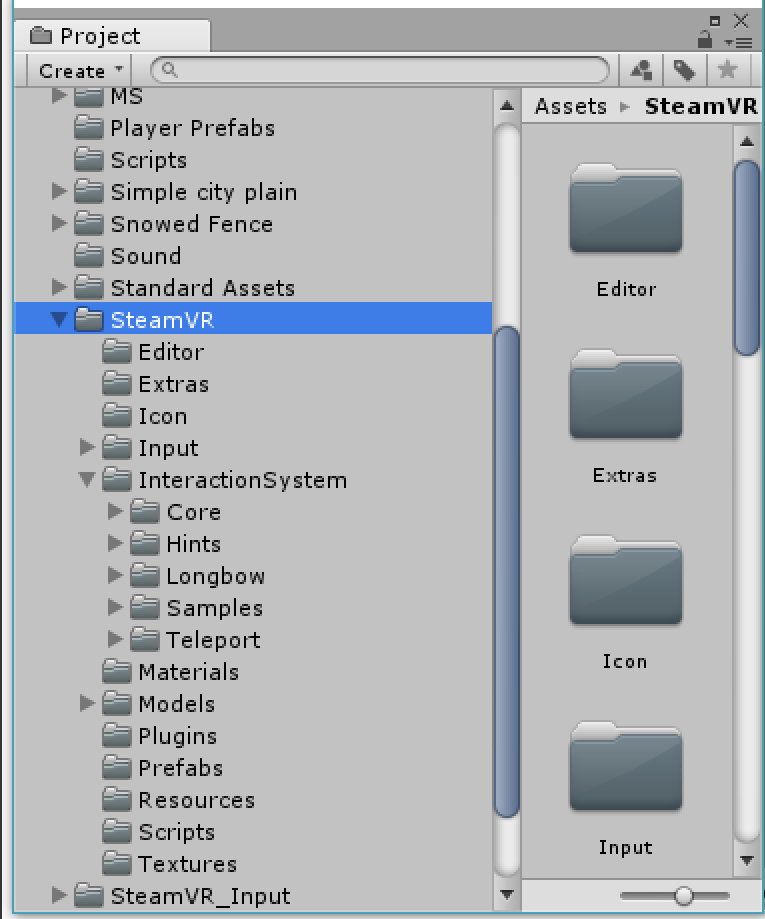 Project
Create
MS
Player Prefabs
Scripts
Simple city plain
Snowed Fence
Sound
Standard Assets
SteamVR
Editor
Extras
Icon
Input
InteractionSystem
Core
Hints
Longbow
Samples
Teleport
Materials
Models
Plugins
Prefabs
Resources
Scripts
Textures
SteamVR_Input
Assets SteamVR
Editor
Extras
Icon
Input